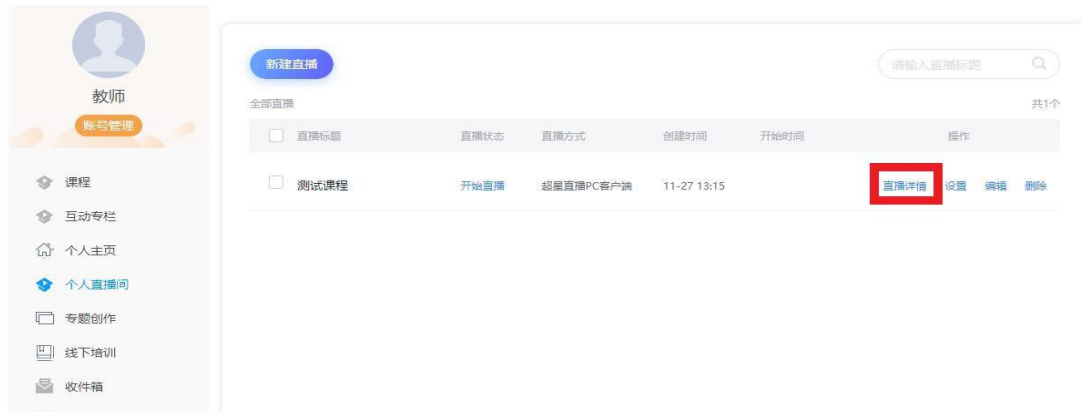 教师
账号管理
课程
互动专栏
个人主页
个人直播间
专题创作
线下培训
收件箱
新建直播
请输入直播标题
全部直播
共1个
直播标题 直播状态 直播方式 创建时间 开始时间 操作
测试课程 开始直播 超星直播PC客户端 11-27 13:15 直播详情 设置 编辑 删除